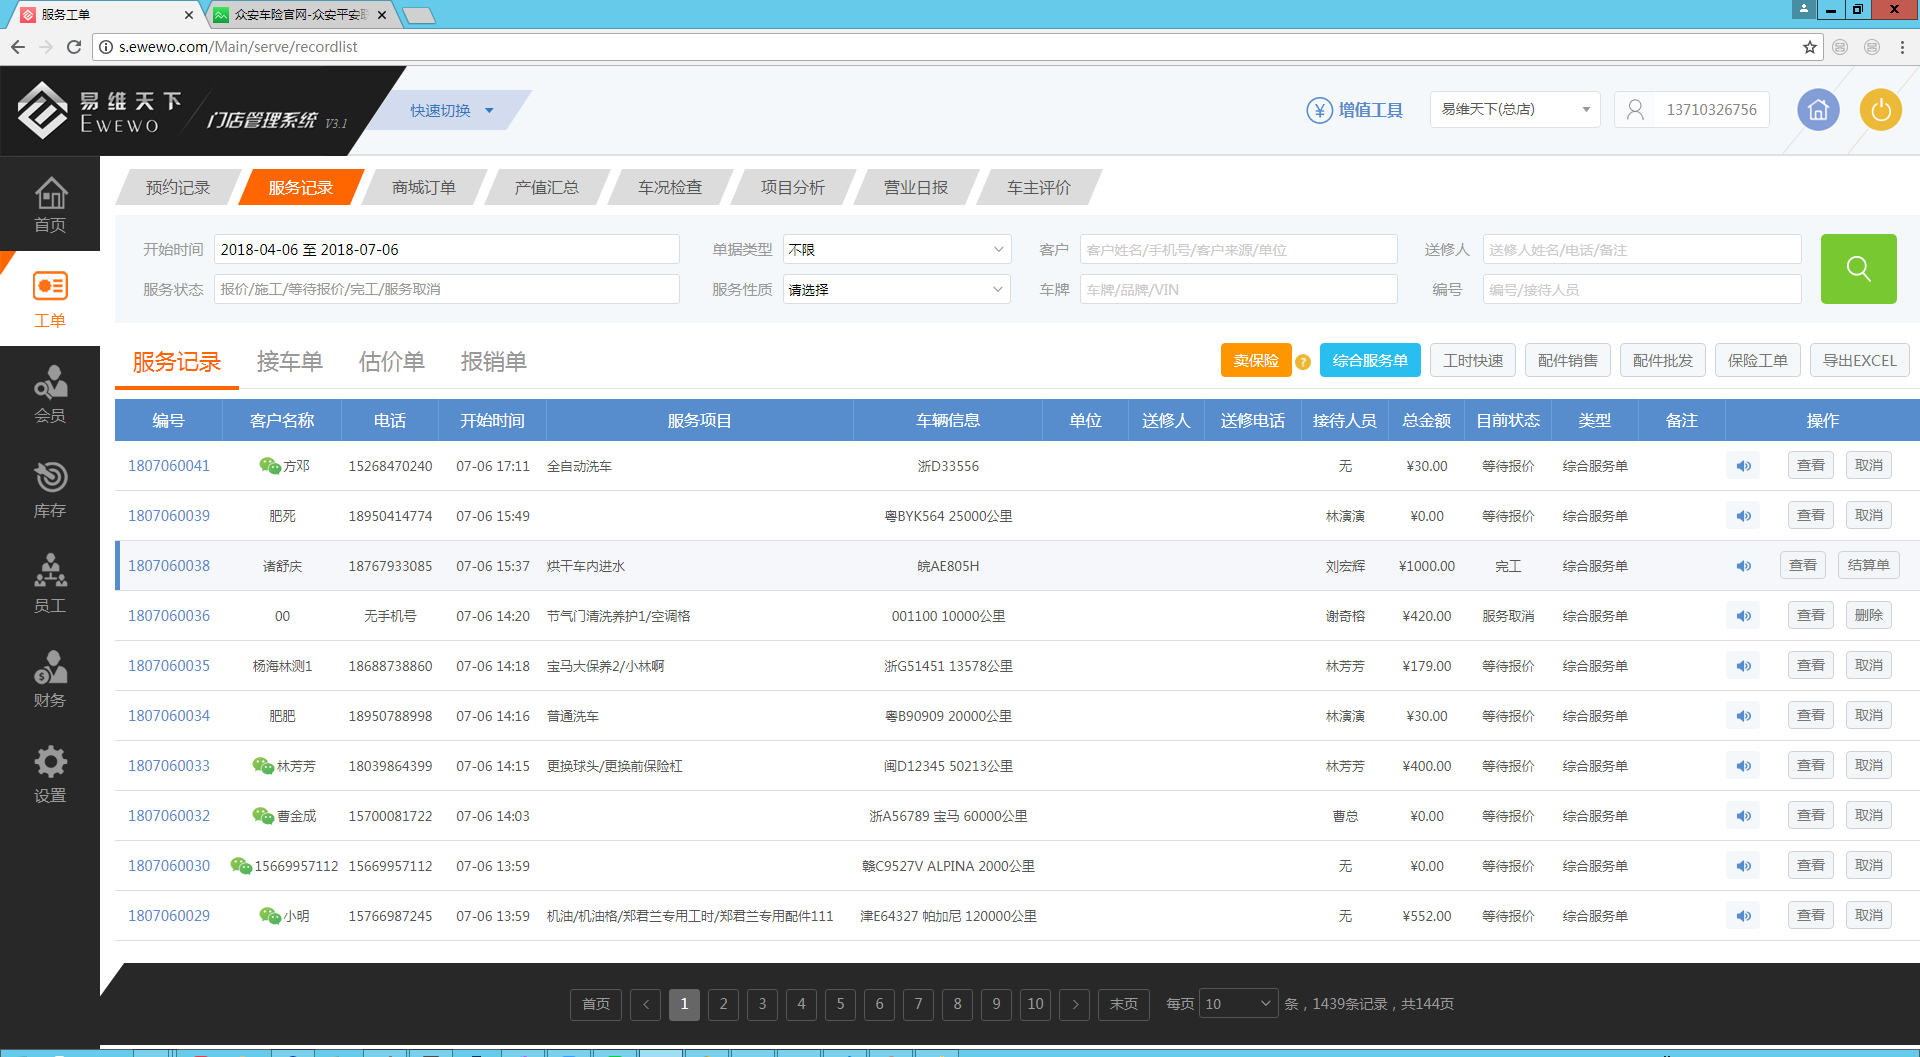 服务工单
众安车险官网-众安平安联
s.ewewo.com/Main/serve/recordlist
易维天下
EWEWO
门店管理系统 V3.1
快速切换
增值工具
易维天下(总店)
13710326756
首页
工单
会员
库存
员工
财务
设置
预约记录 服务记录 商城订单 产值汇总 车况检查 项目分析 营业日报 车主评价
开始时间 2018-04-06 至 2018-07-06 单据类型 不限 客户 客户姓名/手机号/客户来源/单位 送修人 送修人姓名/电话/备注
服务状态 报价/施工/等待报价/完工/服务取消 服务性质 请选择 车牌 车牌/品牌/VIN 编号 编号/接待人员
服务记录 接车单 估价单 报销单 卖保险 ? 综合服务单 工时快速 配件销售 配件批发 保险工单 导出EXCEL
编号 客户名称 电话 开始时间 服务项目 车辆信息 单位 送修人 送修电话 接待人员 总金额 目前状态 类型 备注 操作
1807060041 方邓 15268470240 07-06 17:11 全自动洗车 浙D33556 无 ¥30.00 等待报价 综合服务单 查看 取消
1807060039 肥死 18950414774 07-06 15:49 粤BYK564 25000公里 林演演 ¥0.00 等待报价 综合服务单 查看 取消
1807060038 诸舒庆 18767933085 07-06 15:37 烘干车内进水 皖AE805H 刘宏辉 ¥1000.00 完工 综合服务单 查看 结算单
1807060036 00 无手机号 07-06 14:20 节气门清洗养护1/空调格 001100 10000公里 谢奇榕 ¥420.00 服务取消 综合服务单 查看 删除
1807060035 杨海林测1 18688738860 07-06 14:18 宝马大保养2/小林啊 浙G51451 13578公里 林芳芳 ¥179.00 等待报价 综合服务单 查看 取消
1807060034 肥肥 18950788998 07-06 14:16 普通洗车 粤B90909 20000公里 林演演 ¥30.00 等待报价 综合服务单 查看 取消
1807060033 林芳芳 18039864399 07-06 14:15 更换球头/更换前保险杠 闽D12345 50213公里 林芳芳 ¥400.00 等待报价 综合服务单 查看 取消
1807060032 曹金成 15700081722 07-06 14:03 浙A56789 宝马 60000公里 曹总 ¥0.00 等待报价 综合服务单 查看 取消
1807060030 15669957112 15669957112 07-06 13:59 赣C9527V ALPINA 2000公里 无 ¥0.00 等待报价 综合服务单 查看 取消
1807060029 小明 15766987245 07-06 13:59 机油/机油格/郑君兰专用工时/郑君兰专用配件111 津E64327 帕加尼 120000公里 无 ¥552.00 等待报价 综合服务单 查看 取消
首页 < 1 2 3 4 5 6 7 8 9 10 > 末页 每页 10 条，1439条记录，共144页